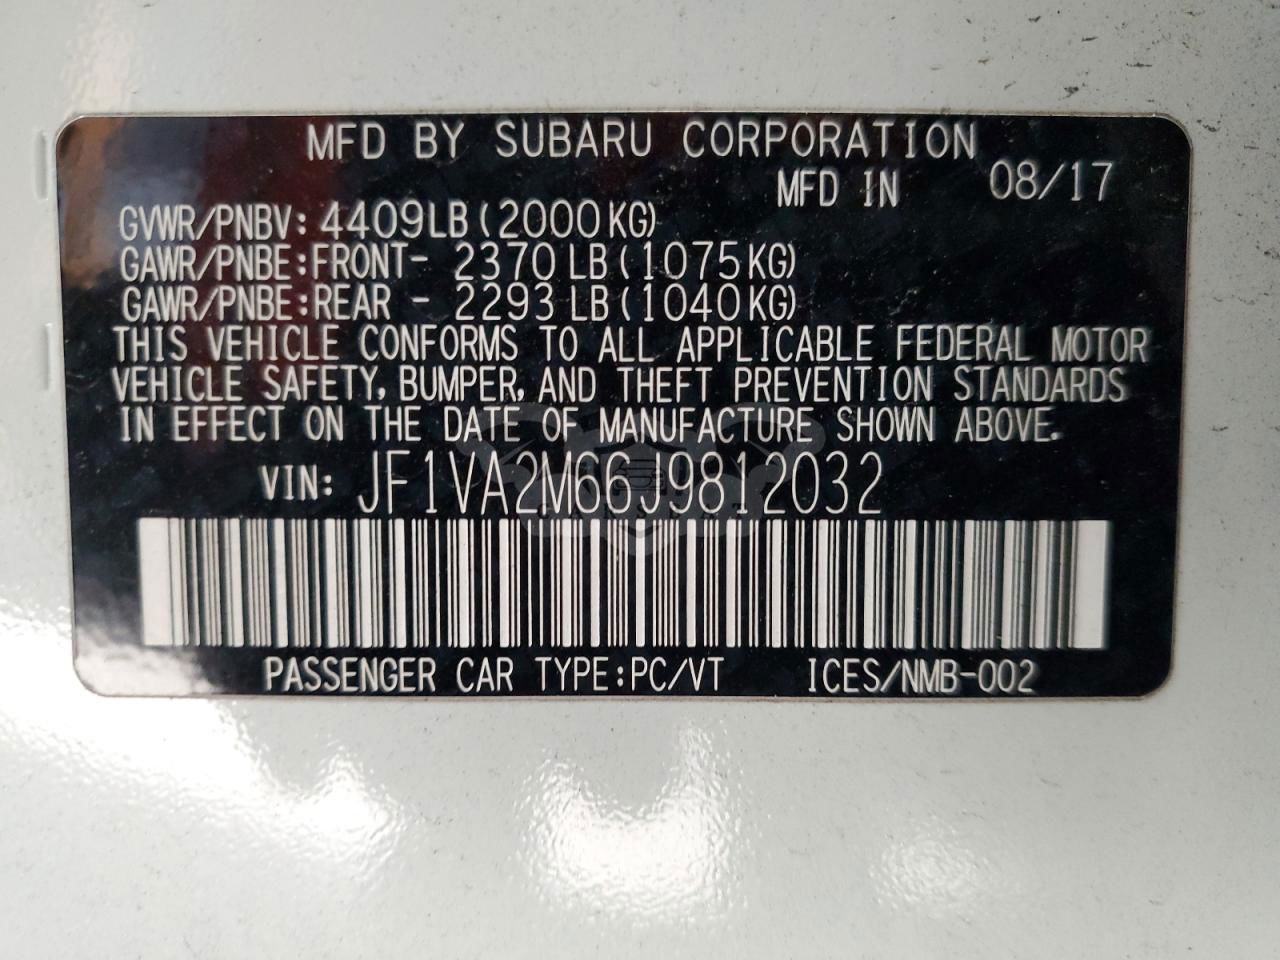 MFD BY SUBARU CORPORATION
MFD IN 08/17
GVWR/PNBV: 4409LB (2000KG)
GAWR/PNBE:FRONT- 2370 LB (1075KG)
GAWR/PNBE:REAR - 2293 LB (1040KG)
THIS VEHICLE CONFORMS TO ALL APPLICABLE FEDERAL MOTOR
VEHICLE SAFETY, BUMPER, AND THEFT PREVENTION STANDARDS
IN EFFECT ON THE DATE OF MANUFACTURE SHOWN ABOVE.
VIN: JF1VA2M66J9812032
PASSENGER CAR TYPE:PC/VT ICES/NMB-002